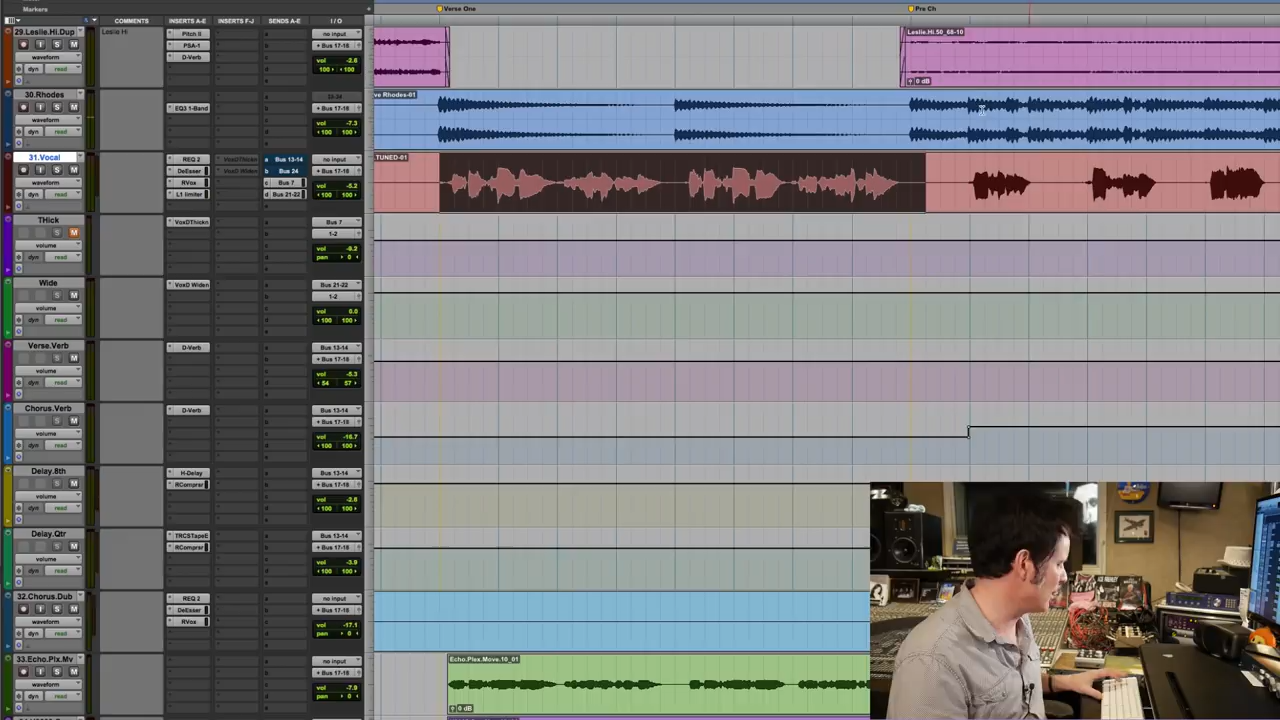 Markers
Verse One
Pre Ch
COMMENTS
INSERTS A-E
INSERTS F-J
SENDS A-E
I / O
29.Leslie.Hi.Dup
Leslie Hi
Pitch II
PSA-1
D-Verb
no input
Bus 17-18
vol -2.6
100 100
waveform
dyn read
Leslie.Hi.50_68-10
0 dB
30.Rhodes
EQ3 1-Band
Bus 17-18
vol -7.3
100 100
waveform
dyn read
ve Rhodes-01
31.Vocal
REQ 2
DeEsser
RVox
L1 limiter
a Bus 13-14
b Bus 24
c Bus 7
d Bus 21-22
no input
Bus 17-18
vol -5.2
100 100
waveform
dyn read
TUNED-01
THick
VoxDThickn
Bus 7
1-2
vol -9.2
pan 0
volume
dyn read
Wide
VoxD Widen
Bus 21-22
1-2
vol 0.0
100 100
volume
dyn read
Verse.Verb
D-Verb
Bus 13-14
Bus 17-18
vol -5.3
54 57
volume
dyn read
Chorus.Verb
D-Verb
Bus 13-14
Bus 17-18
vol -16.7
100 100
volume
dyn read
Delay.8th
H-Delay
RComprsr
Bus 13-14
Bus 17-18
vol -2.8
100 100
volume
dyn read
Delay.Qtr
TRCSTapeE
RComprsr
Bus 13-14
Bus 17-18
vol -3.9
100 100
volume
dyn read
32.Chorus.Dub
REQ 2
DeEsser
RVox
no input
Bus 17-18
vol -17.1
pan 0
waveform
dyn read
33.Echo.Plx.Mv
no input
Bus 17-18
vol -7.9
pan 0
waveform
dyn read
Echo.Plex.Move.10_01
0 dB